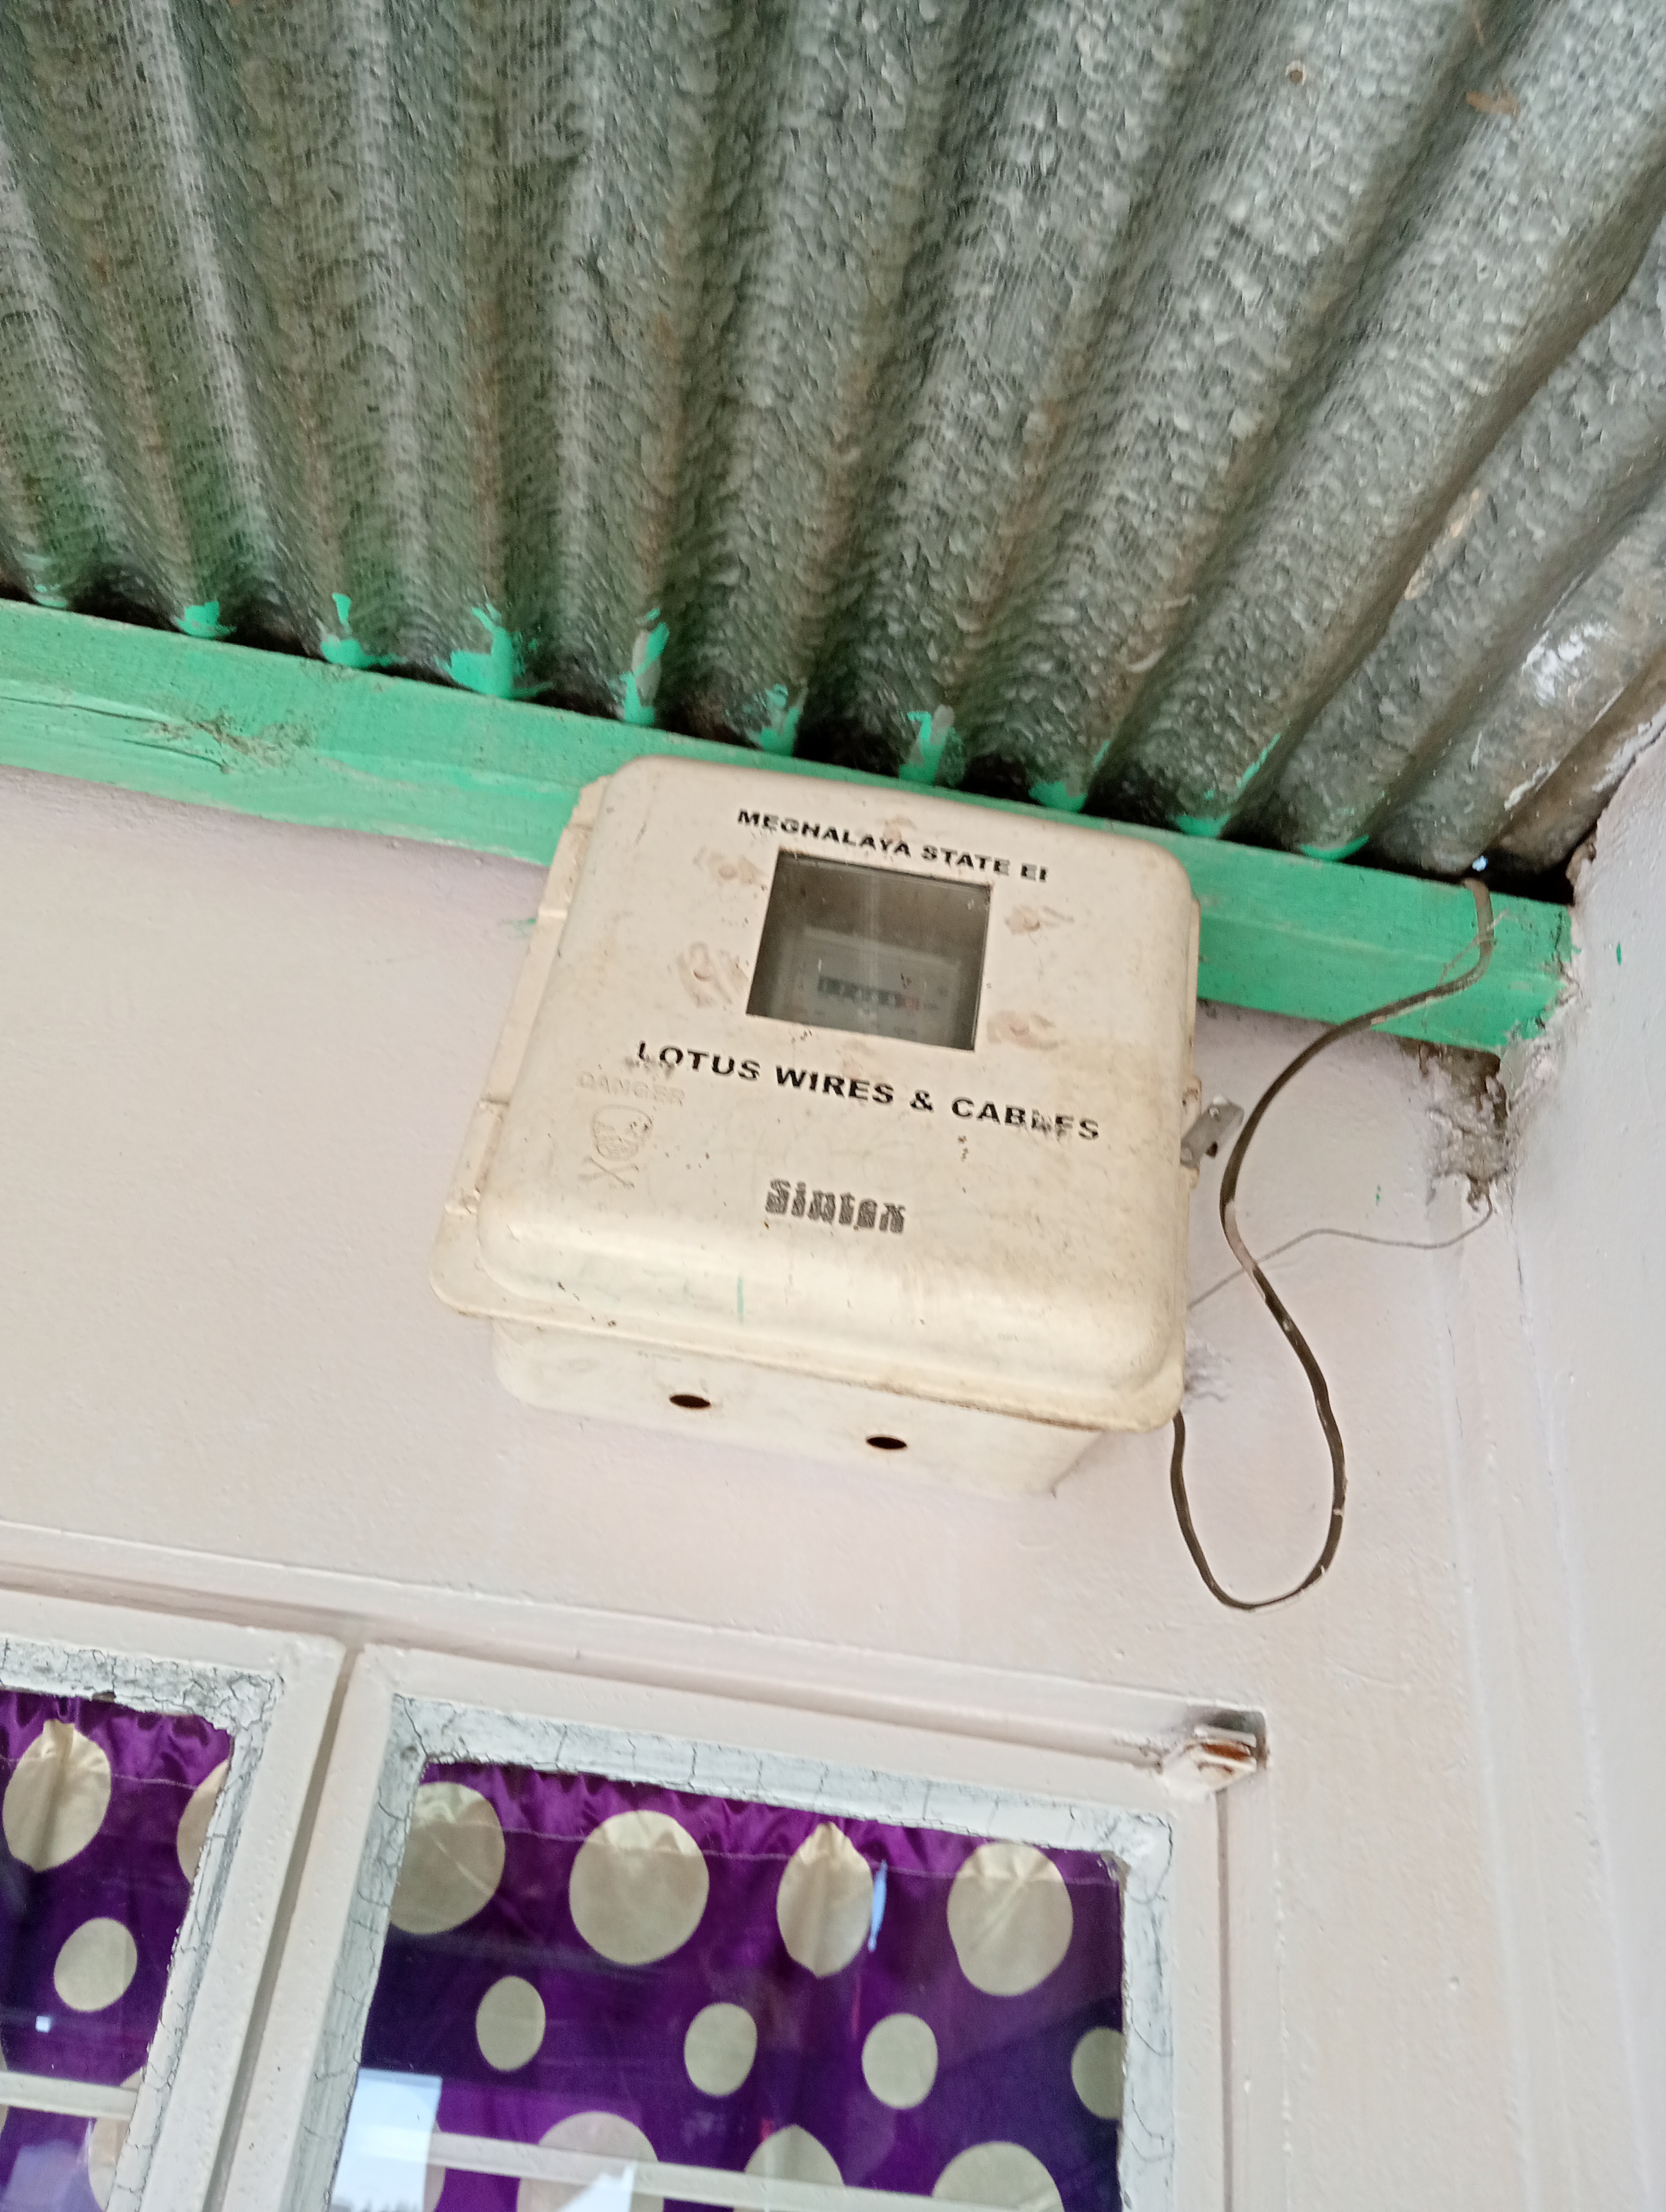 MEGHALAYA STATE EI
LOTUS WIRES & CABLES
DANGER
Sintex